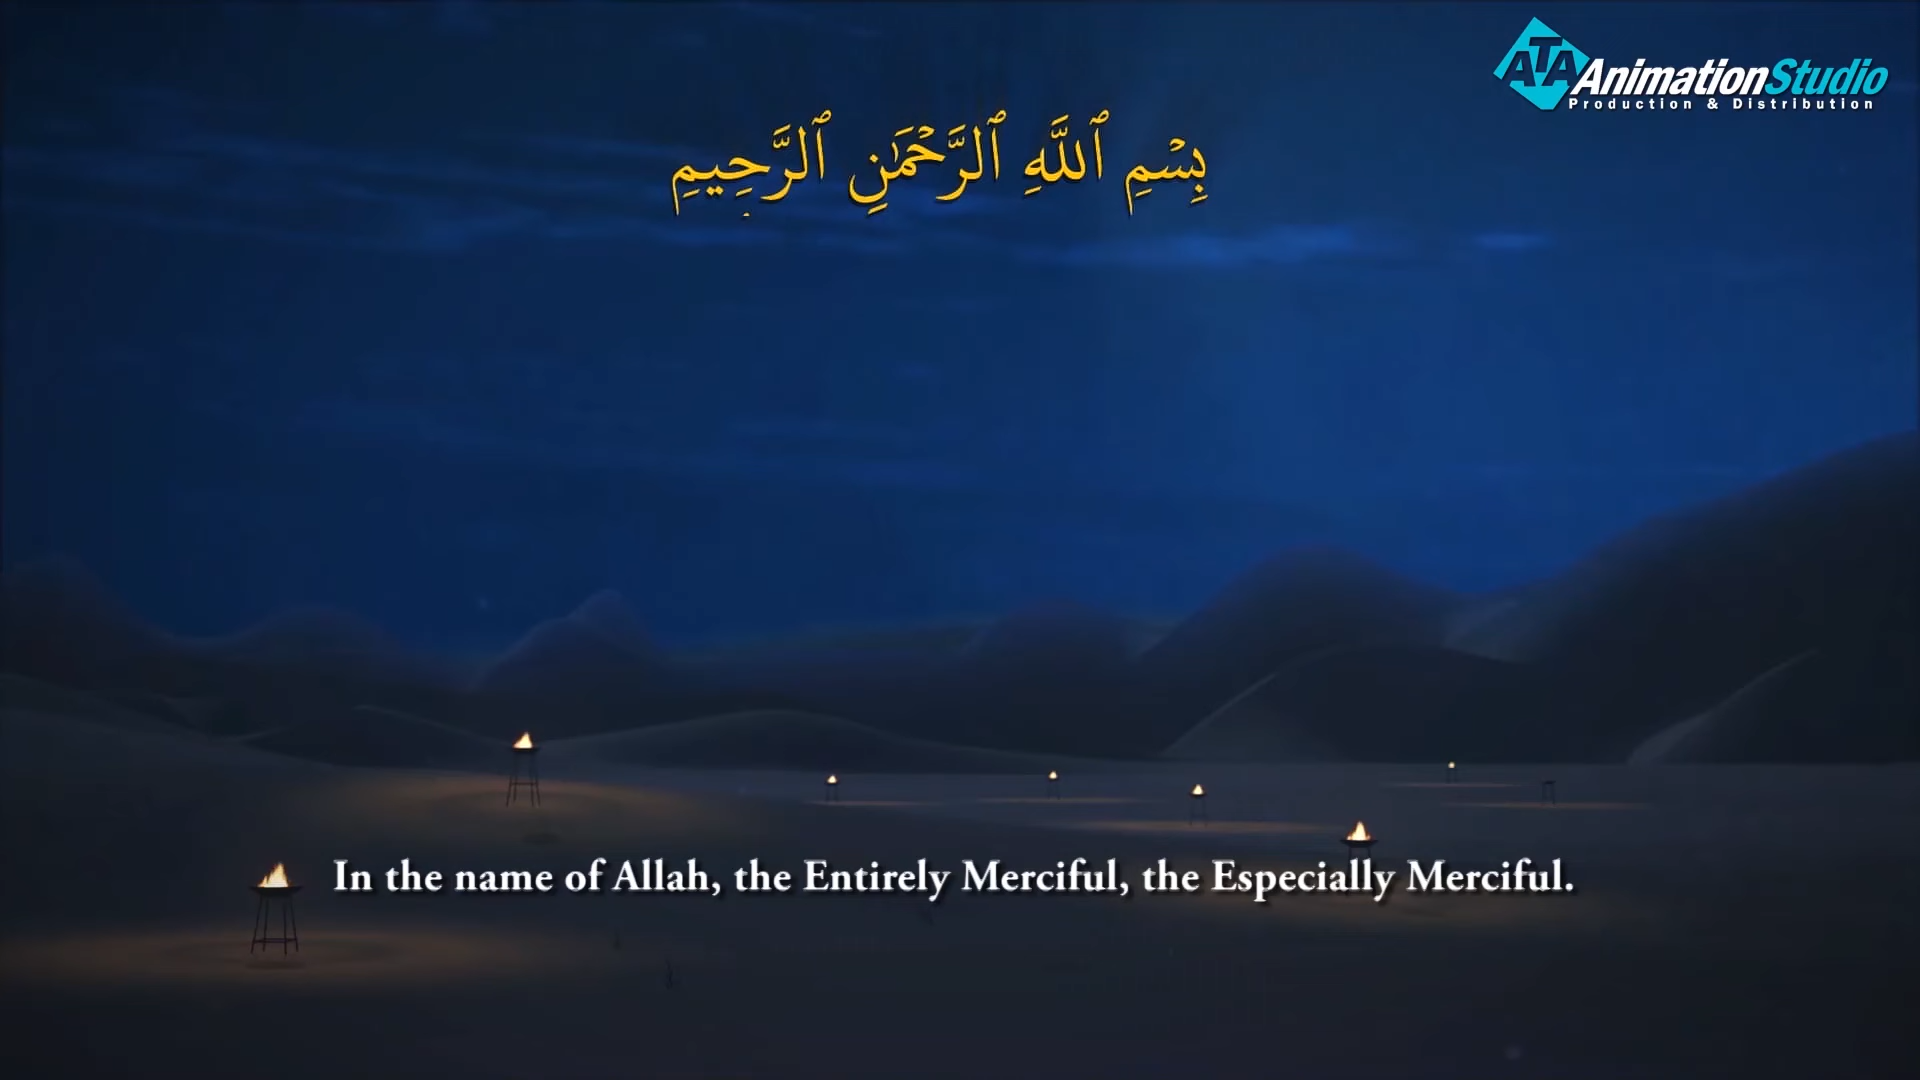 ATA AnimationStudio
Production & Distribution
بِسْمِ ٱللَّهِ ٱلرَّحْمَٰنِ ٱلرَّحِيمِ
In the name of Allah, the Entirely Merciful, the Especially Merciful.